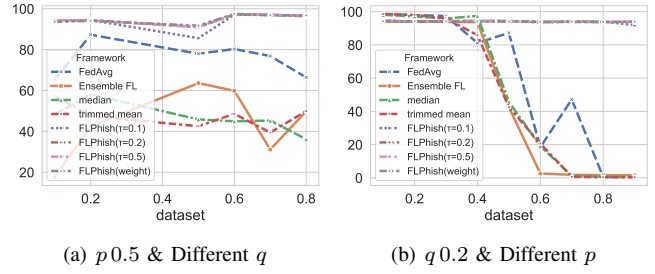 100
80
60
40
20
Framework
FedAvg
Ensemble FL
median
trimmed mean
FLPhish(τ=0.1)
FLPhish(τ=0.2)
FLPhish(τ=0.5)
FLPhish(weight)
0.2 0.4 0.6 0.8
dataset
(a) p 0.5 & Different q
100
80
60
40
20
0
Framework
FedAvg
Ensemble FL
median
trimmed mean
FLPhish(τ=0.1)
FLPhish(τ=0.2)
FLPhish(τ=0.5)
FLPhish(weight)
0.2 0.4 0.6 0.8
dataset
(b) q 0.2 & Different p